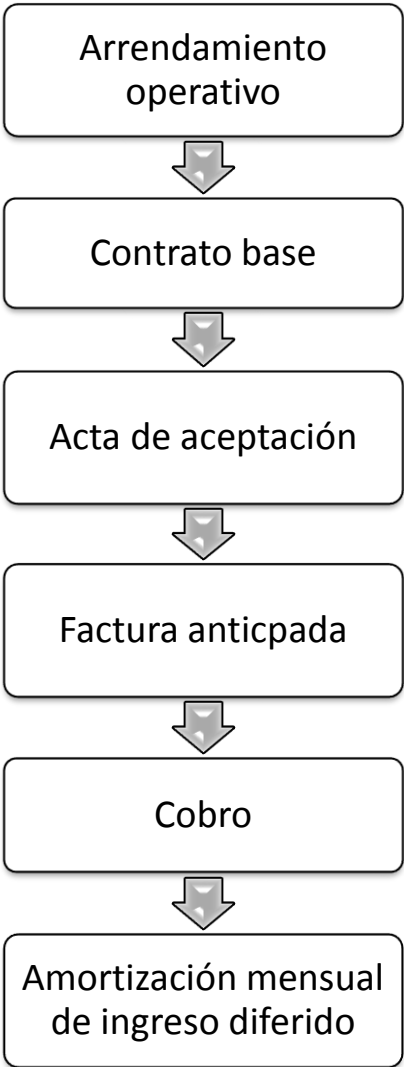 Arrendamiento
operativo
Contrato base
Acta de aceptación
Factura anticpada
Cobro
Amortización mensual
de ingreso diferido